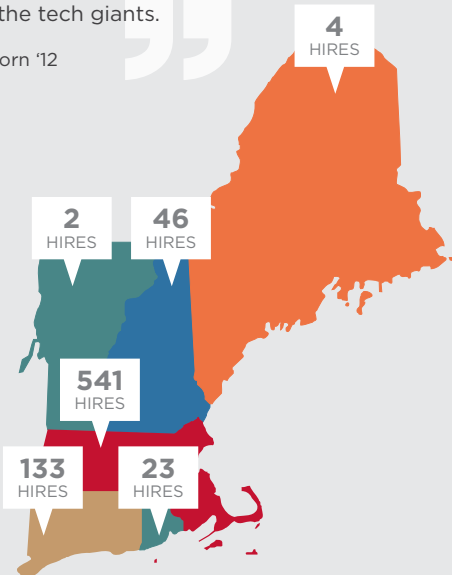 the tech giants.
orn ‘12
”
4
HIRES
2
HIRES
46
HIRES
541
HIRES
133
HIRES
23
HIRES